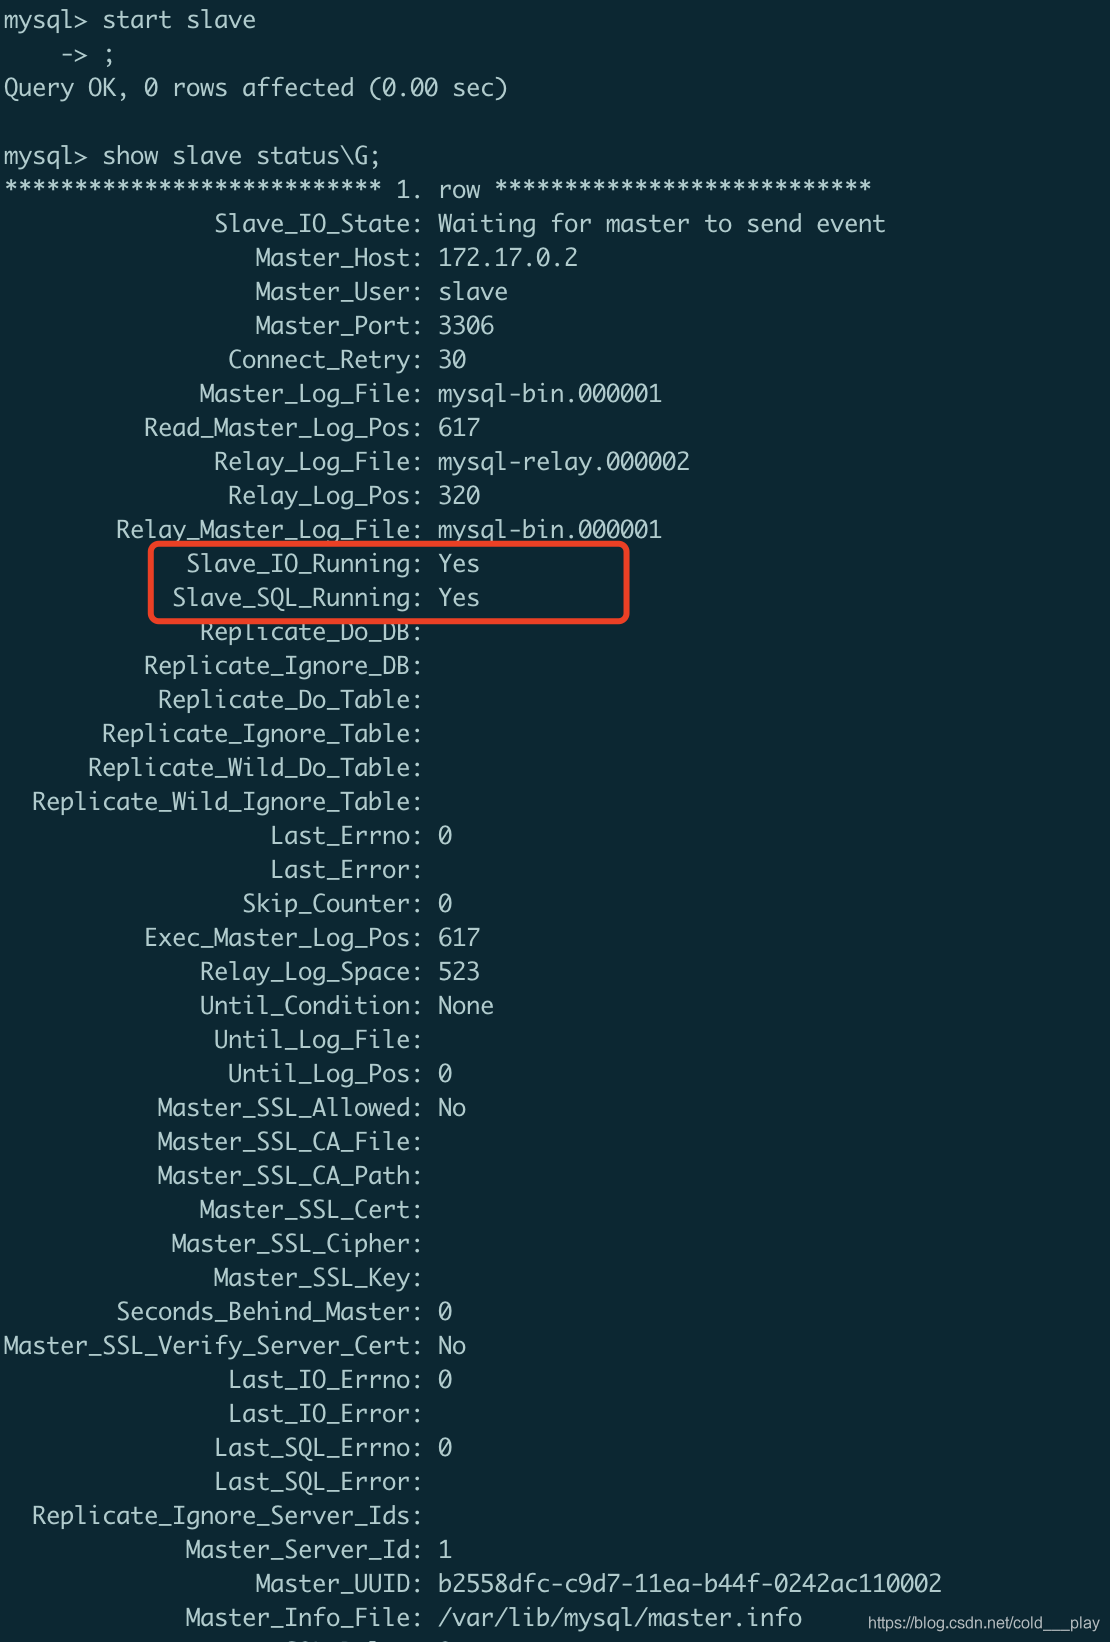 mysql> start slave
    -> ;
Query OK, 0 rows affected (0.00 sec)
mysql> show slave status\G;
*************************** 1. row ***************************
Slave_IO_State: Waiting for master to send event
Master_Host: 172.17.0.2
Master_User: slave
Master_Port: 3306
Connect_Retry: 30
Master_Log_File: mysql-bin.000001
Read_Master_Log_Pos: 617
Relay_Log_File: mysql-relay.000002
Relay_Log_Pos: 320
Relay_Master_Log_File: mysql-bin.000001
Slave_IO_Running: Yes
Slave_SQL_Running: Yes
Replicate_Do_DB:
Replicate_Ignore_DB:
Replicate_Do_Table:
Replicate_Ignore_Table:
Replicate_Wild_Do_Table:
Replicate_Wild_Ignore_Table:
Last_Errno: 0
Last_Error:
Skip_Counter: 0
Exec_Master_Log_Pos: 617
Relay_Log_Space: 523
Until_Condition: None
Until_Log_File:
Until_Log_Pos: 0
Master_SSL_Allowed: No
Master_SSL_CA_File:
Master_SSL_CA_Path:
Master_SSL_Cert:
Master_SSL_Cipher:
Master_SSL_Key:
Seconds_Behind_Master: 0
Master_SSL_Verify_Server_Cert: No
Last_IO_Errno: 0
Last_IO_Error:
Last_SQL_Errno: 0
Last_SQL_Error:
Replicate_Ignore_Server_Ids:
Master_Server_Id: 1
Master_UUID: b2558dfc-c9d7-11ea-b44f-0242ac110002
Master_Info_File: /var/lib/mysql/master.info
https://blog.csdn.net/cold___play